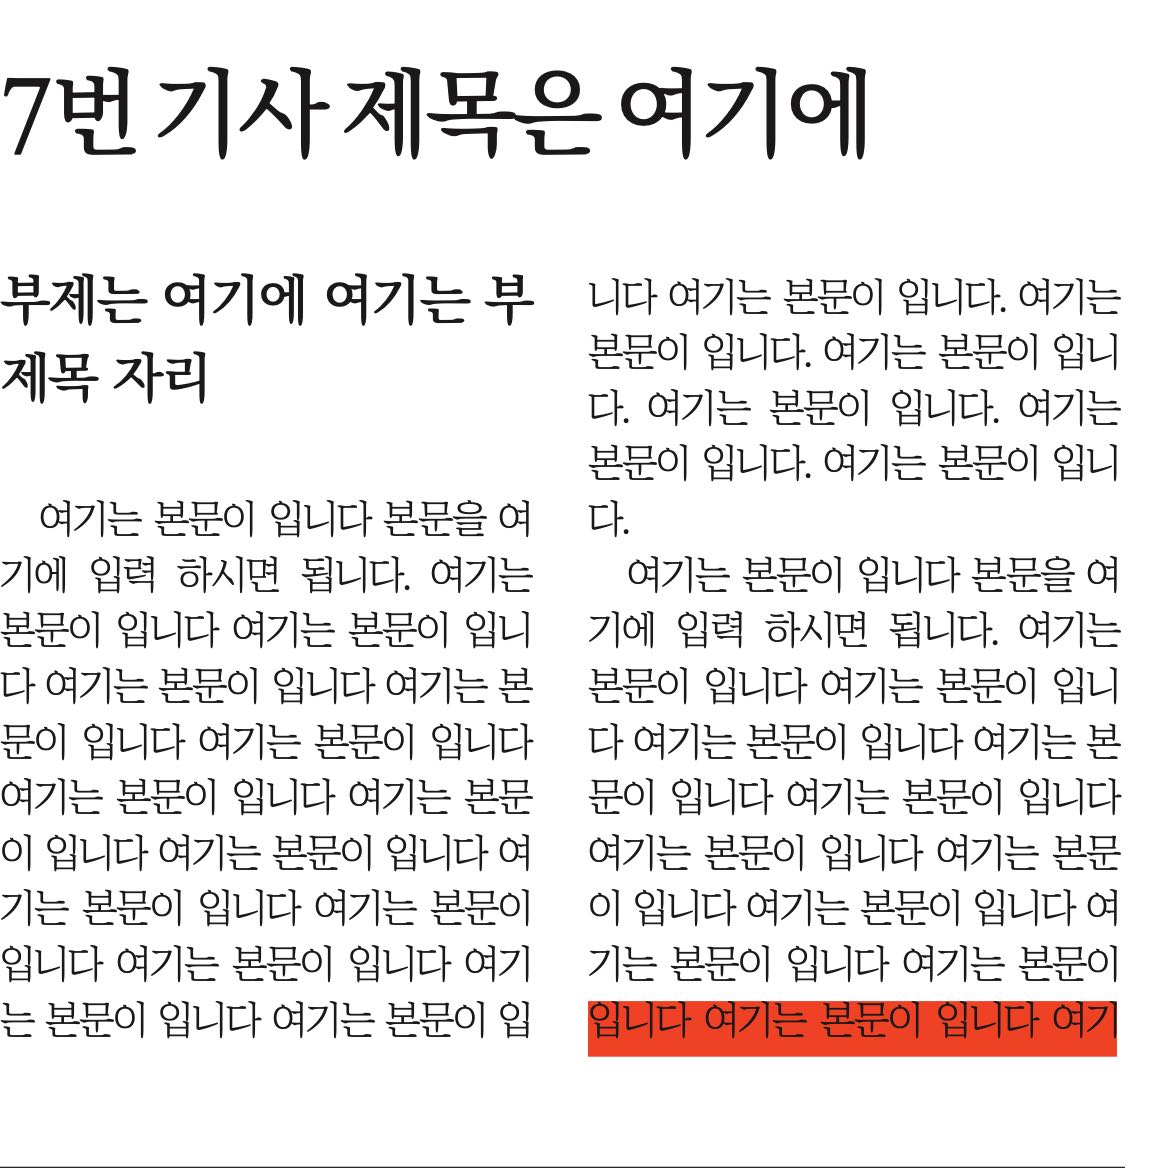 7번 기사 제목은 여기에
부제는 여기에 여기는 부
제목 자리
여기는 본문이 입니다 본문을 여
기에 입력 하시면 됩니다. 여기는
본문이 입니다 여기는 본문이 입니
다 여기는 본문이 입니다 여기는 본
문이 입니다 여기는 본문이 입니다
여기는 본문이 입니다 여기는 본문
이 입니다 여기는 본문이 입니다 여
기는 본문이 입니다 여기는 본문이
입니다 여기는 본문이 입니다 여기
는 본문이 입니다 여기는 본문이 입
니다 여기는 본문이 입니다. 여기는
본문이 입니다. 여기는 본문이 입니
다. 여기는 본문이 입니다. 여기는
본문이 입니다. 여기는 본문이 입니
다.
여기는 본문이 입니다 본문을 여
기에 입력 하시면 됩니다. 여기는
본문이 입니다 여기는 본문이 입니
다 여기는 본문이 입니다 여기는 본
문이 입니다 여기는 본문이 입니다
여기는 본문이 입니다 여기는 본문
이 입니다 여기는 본문이 입니다 여
기는 본문이 입니다 여기는 본문이
입니다 여기는 본문이 입니다 여기